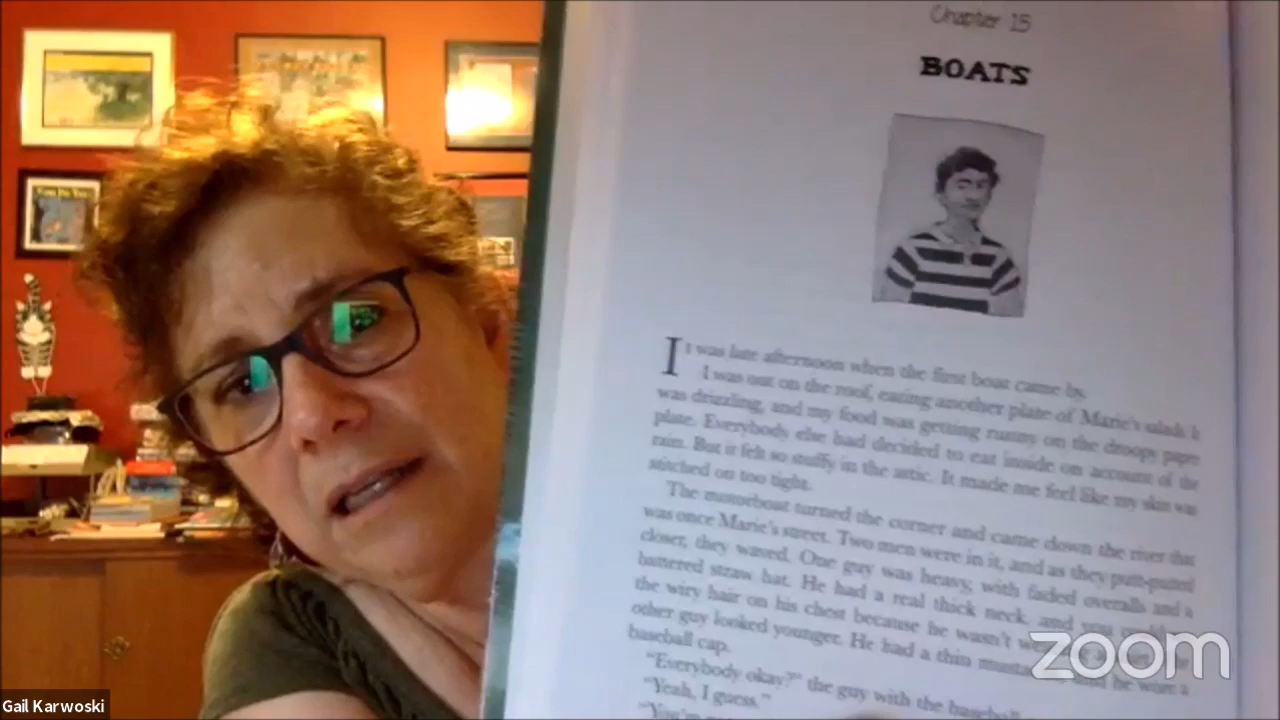 Chapter 15
BOATS
It was late afternoon when the first boat came by.
I was out on the roof, eating another plate of Marie's salads. It
was drizzling, and my food was getting runny on the droopy paper
plate. Everybody else had decided to eat inside on account of the
rain. But it felt so stuffy in the attic. It made me feel like my skin was
stitched on too tight.
The motorboat turned the corner and came down the river that
was once Marie's street. Two men were in it, and as they putt-putted
closer, they waved. One guy was heavy, with faded overalls and a
battered straw hat. He had a real thick neck, and you could
the wiry hair on his chest because he wasn't
other guy looked younger. He had a thin mustache, and he wore a
baseball cap.
"Everybody okay?" the guy with the baseball
"Yeah, I guess."
"You're
zoom
Gail Karwoski